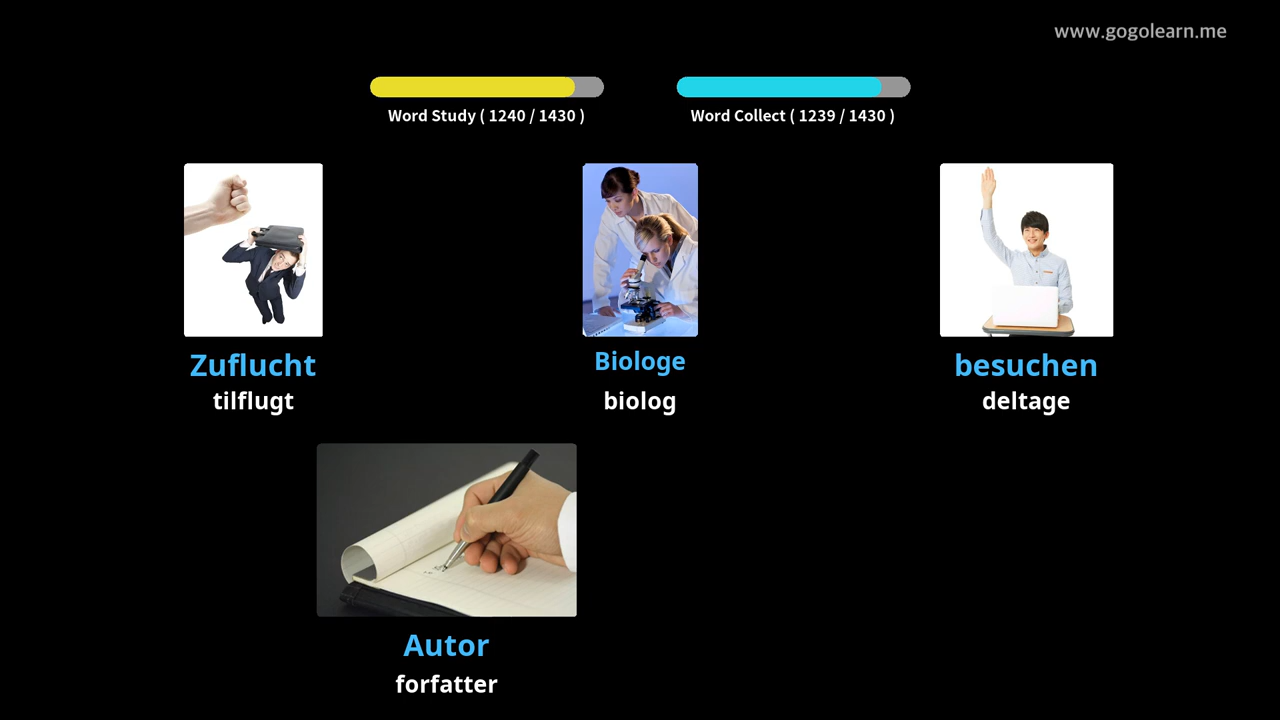 www.gogolearn.me
Word Study ( 1240 / 1430 )
Word Collect ( 1239 / 1430 )
Zuflucht
tilflugt
Biologe
biolog
besuchen
deltage
Autor
forfatter